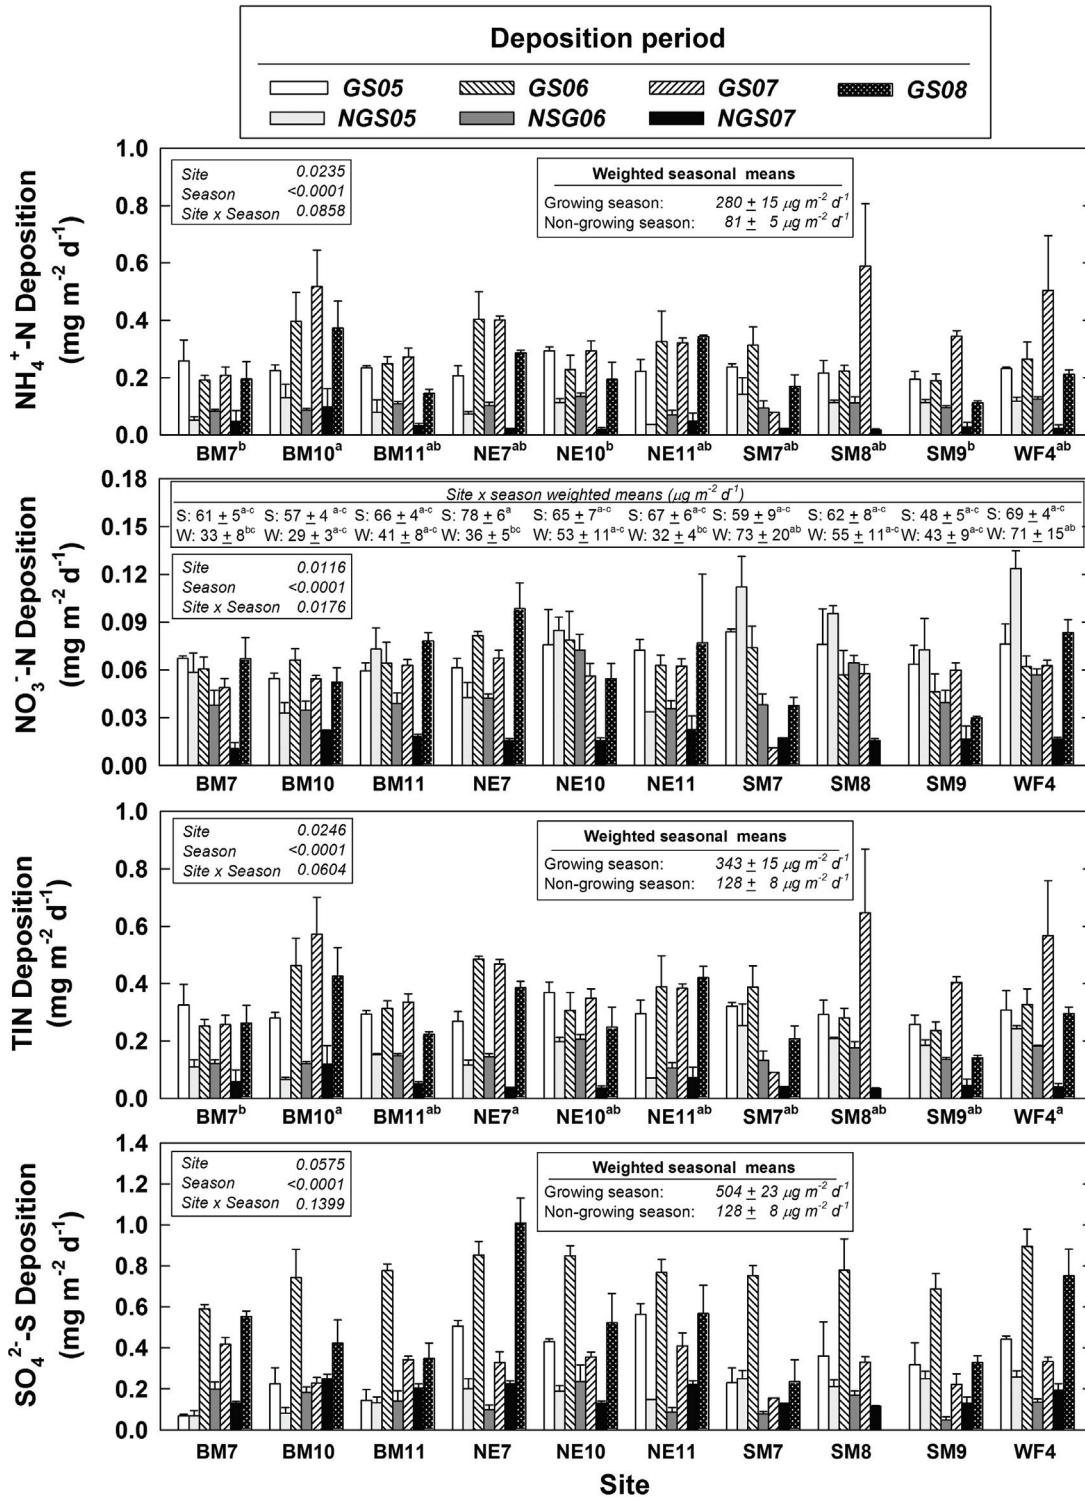 Deposition period
GS05 GS06 GS07 GS08
NGS05 NSG06 NGS07
NH₄⁺-N Deposition
(mg m⁻² d⁻¹)
1.0
0.8
0.6
0.4
0.2
0.0
Site 0.0235
Season <0.0001
Site x Season 0.0858
Weighted seasonal means
Growing season: 280 ± 15 µg m⁻² d⁻¹
Non-growing season: 81 ± 5 µg m⁻² d⁻¹
BM7ᵇ BM10ᵃ BM11ᵃᵇ NE7ᵃᵇ NE10ᵇ NE11ᵃᵇ SM7ᵃᵇ SM8ᵃᵇ SM9ᵇ WF4ᵃᵇ
NO₃⁻-N Deposition
(mg m⁻² d⁻¹)
0.18
0.15
0.12
0.09
0.06
0.03
0.00
Site x season weighted means (µg m⁻² d⁻¹)
S: 61 ± 5ᵃ⁻ᶜ S: 57 ± 4 ᵃ⁻ᶜ S: 66 ± 4ᵃ⁻ᶜ S: 78 ± 6ᵃ S: 65 ± 7ᵃ⁻ᶜ S: 67 ± 6ᵃ⁻ᶜ S: 59 ± 9ᵃ⁻ᶜ S: 62 ± 8ᵃ⁻ᶜ S: 48 ± 5ᵃ⁻ᶜ S: 69 ± 4ᵃ⁻ᶜ
W: 33 ± 8ᵇᶜ W: 29 ± 3ᵃ⁻ᶜ W: 41 ± 8ᵃ⁻ᶜ W: 36 ± 5ᵇᶜ W: 53 ± 11ᵃ⁻ᶜ W: 32 ± 4ᵇᶜ W: 73 ± 20ᵃᵇ W: 55 ± 11ᵃ⁻ᶜ W: 43 ± 9ᵃ⁻ᶜ W: 71 ± 15ᵃᵇ
Site 0.0116
Season <0.0001
Site x Season 0.0176
BM7 BM10 BM11 NE7 NE10 NE11 SM7 SM8 SM9 WF4
TIN Deposition
(mg m⁻² d⁻¹)
1.0
0.8
0.6
0.4
0.2
0.0
Site 0.0246
Season <0.0001
Site x Season 0.0604
Weighted seasonal means
Growing season: 343 ± 15 µg m⁻² d⁻¹
Non-growing season: 128 ± 8 µg m⁻² d⁻¹
BM7ᵇ BM10ᵃ BM11ᵃᵇ NE7ᵃ NE10ᵃᵇ NE11ᵃᵇ SM7ᵃᵇ SM8ᵃᵇ SM9ᵃᵇ WF4ᵃ
SO₄²⁻-S Deposition
(mg m⁻² d⁻¹)
1.4
1.2
1.0
0.8
0.6
0.4
0.2
0.0
Site 0.0575
Season <0.0001
Site x Season 0.1399
Weighted seasonal means
Growing season: 504 ± 23 µg m⁻² d⁻¹
Non-growing season: 128 ± 8 µg m⁻² d⁻¹
BM7 BM10 BM11 NE7 NE10 NE11 SM7 SM8 SM9 WF4
Site